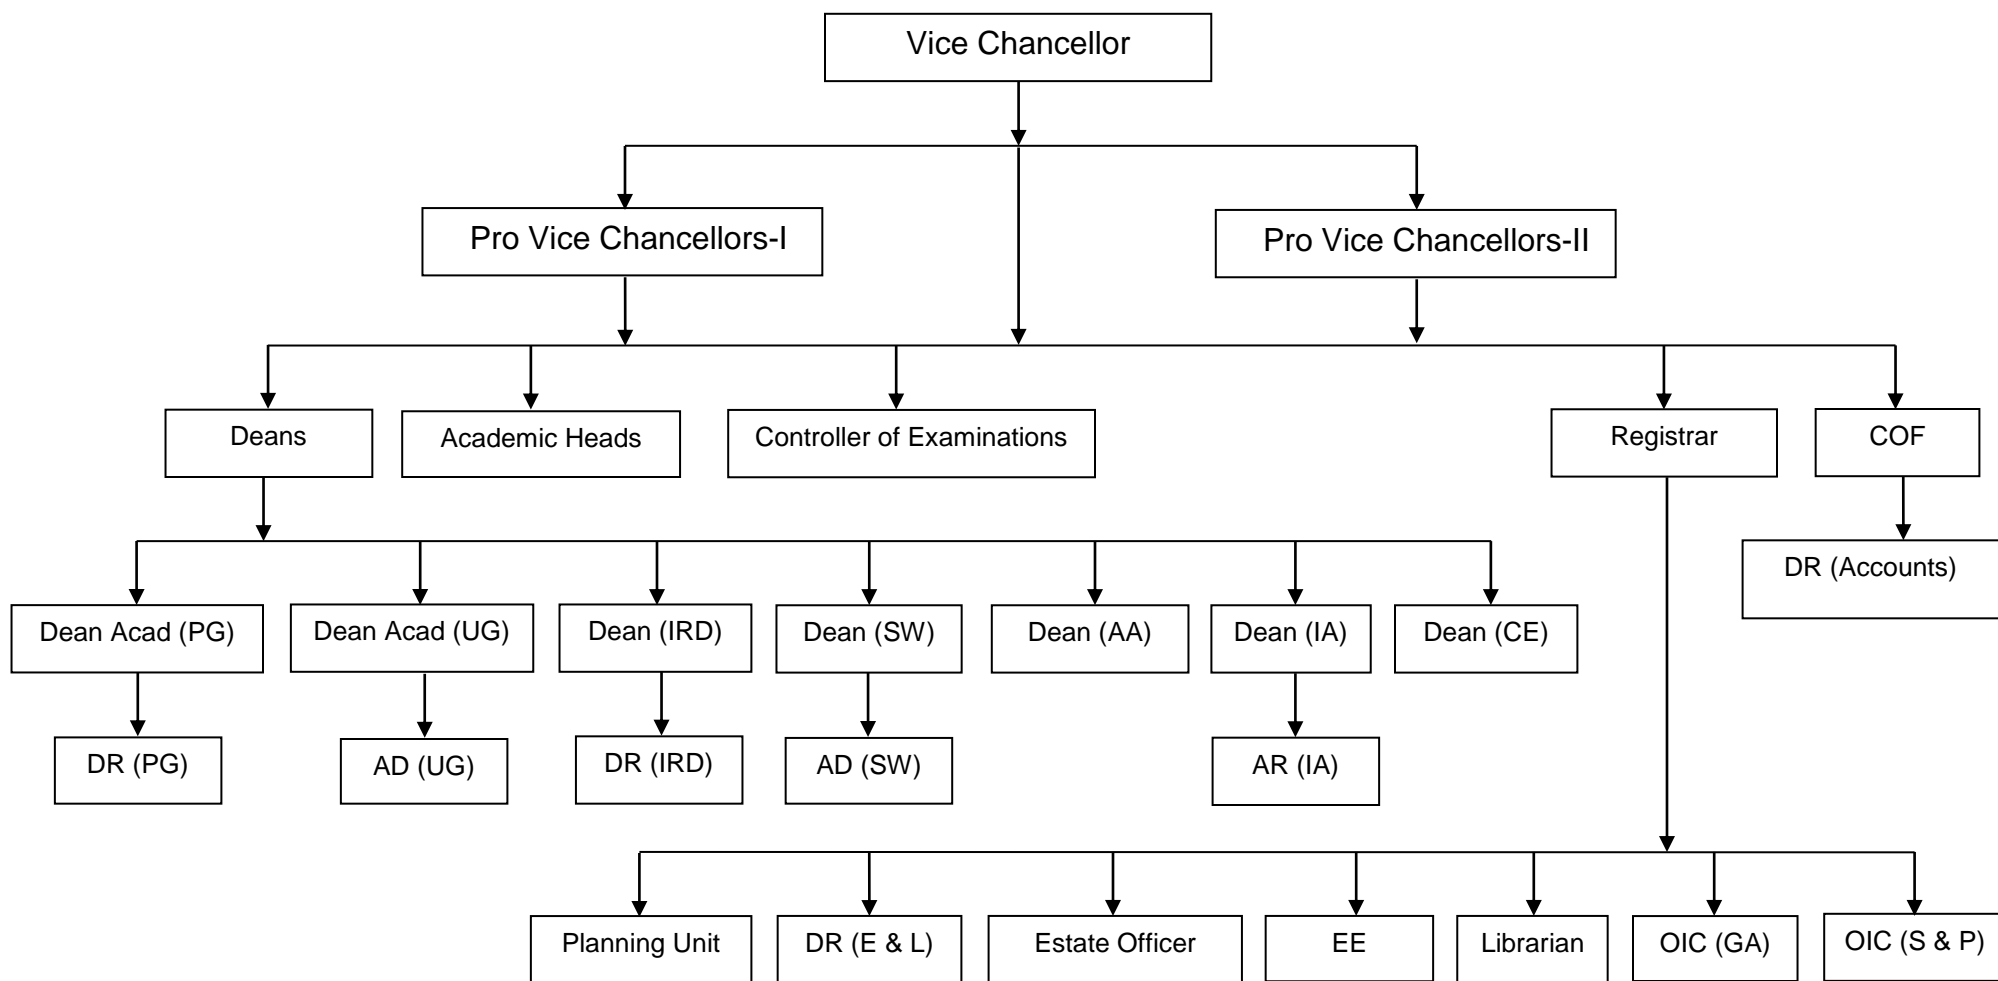 Vice Chancellor
Pro Vice Chancellors-I
Pro Vice Chancellors-II
Deans
Academic Heads
Controller of Examinations
Registrar
COF
DR (Accounts)
Dean Acad (PG)
Dean Acad (UG)
Dean (IRD)
Dean (SW)
Dean (AA)
Dean (IA)
Dean (CE)
DR (PG)
AD (UG)
DR (IRD)
AD (SW)
AR (IA)
Planning Unit
DR (E & L)
Estate Officer
EE
Librarian
OIC (GA)
OIC (S & P)